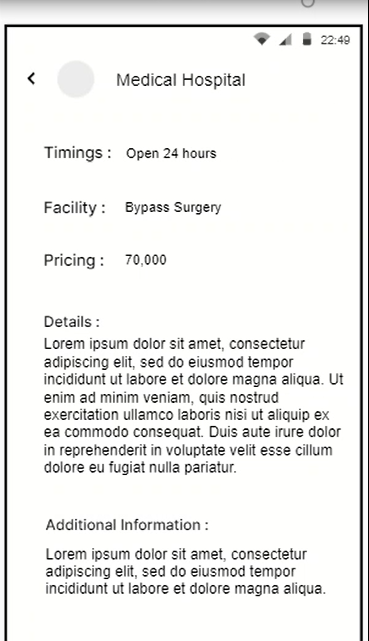 22:49
Medical Hospital
Timings : Open 24 hours
Facility : Bypass Surgery
Pricing : 70,000
Details :
Lorem ipsum dolor sit amet, consectetur
adipiscing elit, sed do eiusmod tempor
incididunt ut labore et dolore magna aliqua. Ut
enim ad minim veniam, quis nostrud
exercitation ullamco laboris nisi ut aliquip ex
ea commodo consequat. Duis aute irure dolor
in reprehenderit in voluptate velit esse cillum
dolore eu fugiat nulla pariatur.
Additional Information :
Lorem ipsum dolor sit amet, consectetur
adipiscing elit, sed do eiusmod tempor
incididunt ut labore et dolore magna aliqua.